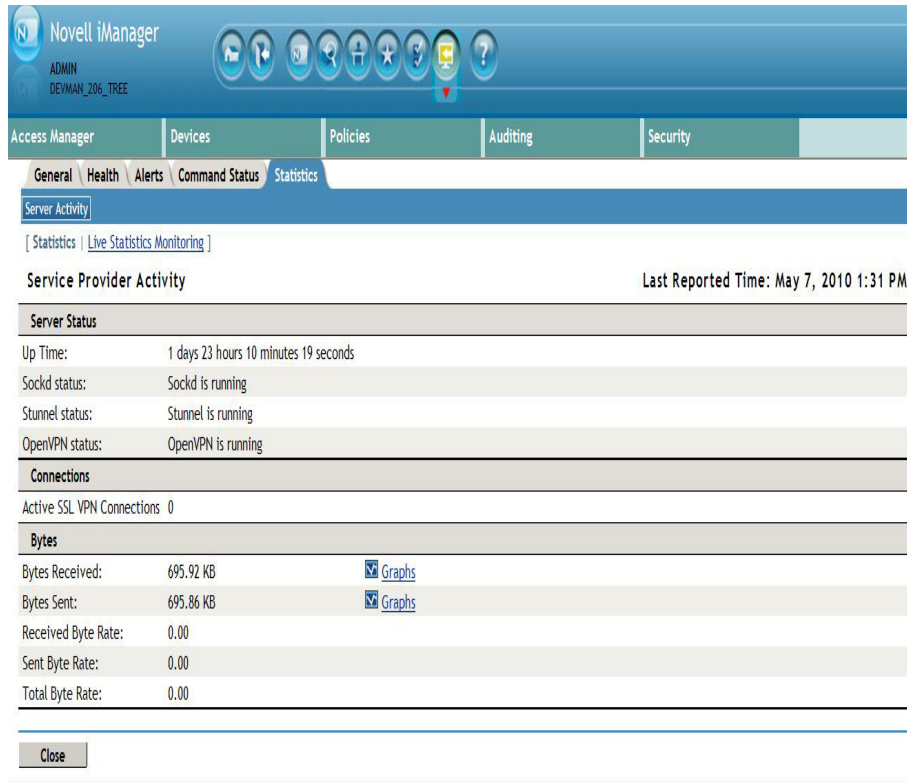 Novell iManager
ADMIN
DEVMAN_206_TREE
Access Manager Devices Policies Auditing Security
General Health Alerts Command Status Statistics
Server Activity
[ Statistics | Live Statistics Monitoring ]
Service Provider Activity Last Reported Time: May 7, 2010 1:31 PM
Server Status
Up Time: 1 days 23 hours 10 minutes 19 seconds
Sockd status: Sockd is running
Stunnel status: Stunnel is running
OpenVPN status: OpenVPN is running
Connections
Active SSL VPN Connections 0
Bytes
Bytes Received: 695.92 KB Graphs
Bytes Sent: 695.86 KB Graphs
Received Byte Rate: 0.00
Sent Byte Rate: 0.00
Total Byte Rate: 0.00
Close